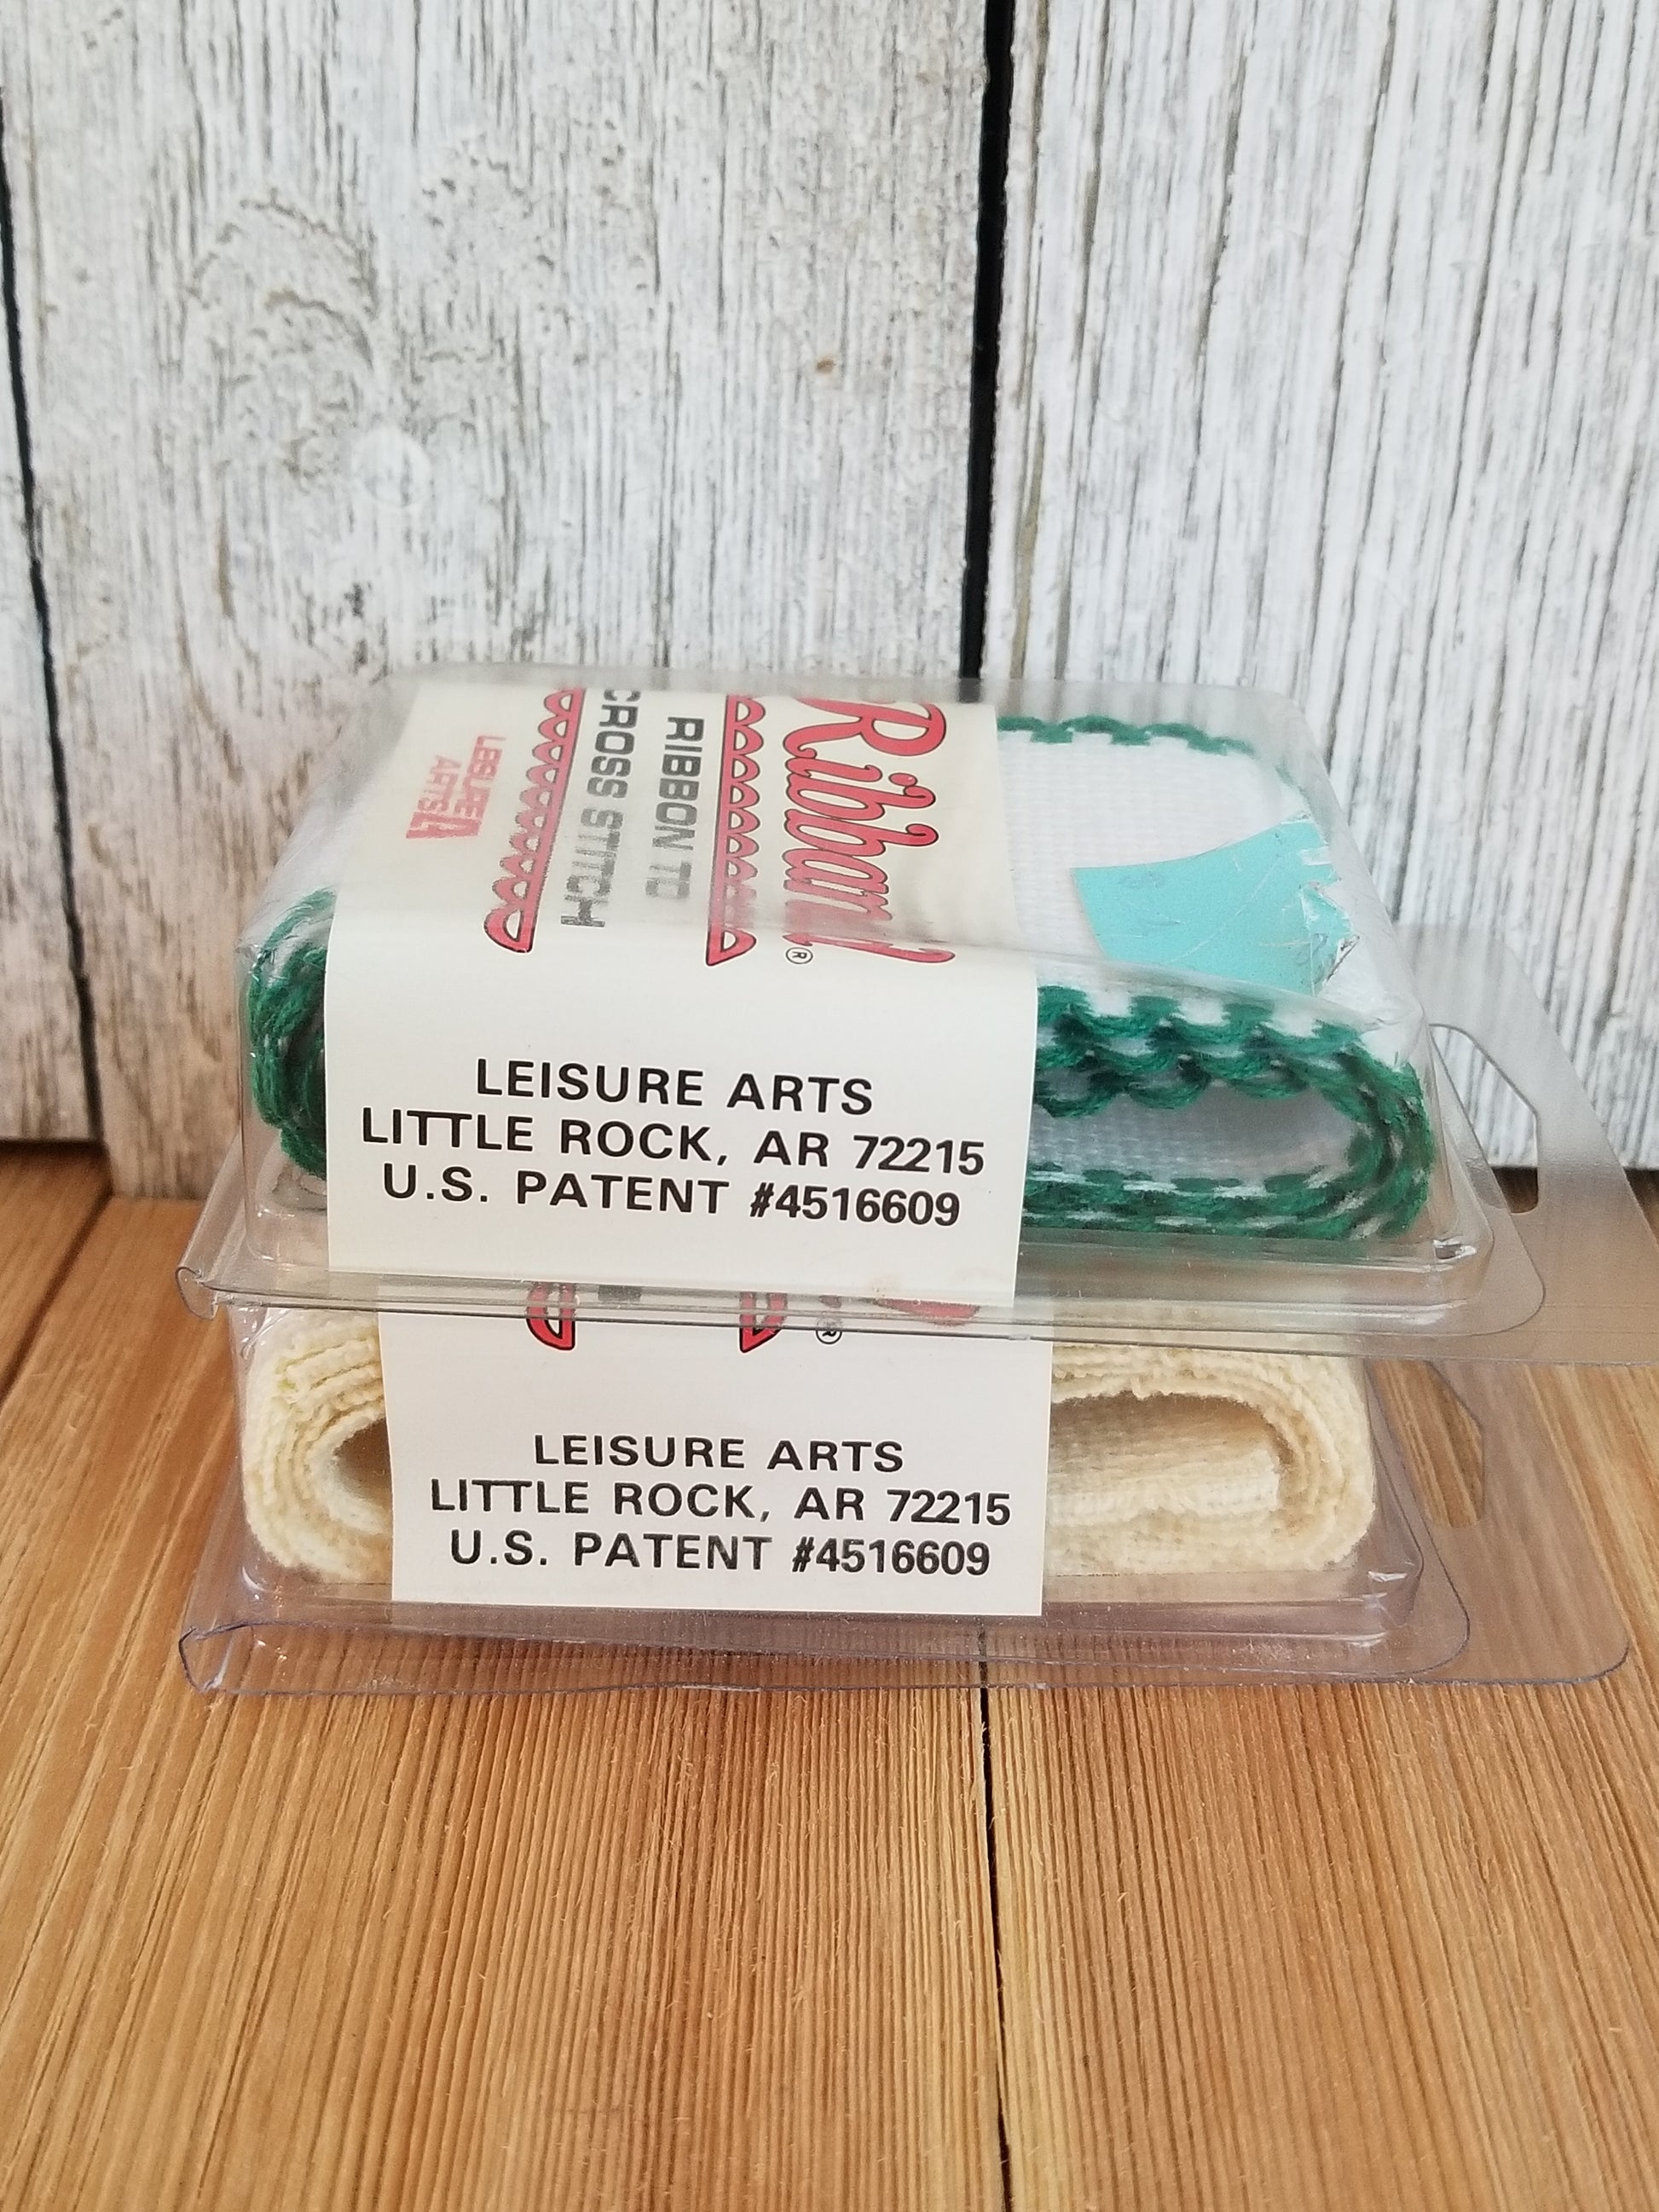 Ribband®
RIBBON TO
CROSS STITCH
LEISURE
ARTS
LEISURE ARTS
LITTLE ROCK, AR 72215
U.S. PATENT #4516609
®
LEISURE ARTS
LITTLE ROCK, AR 72215
U.S. PATENT #4516609